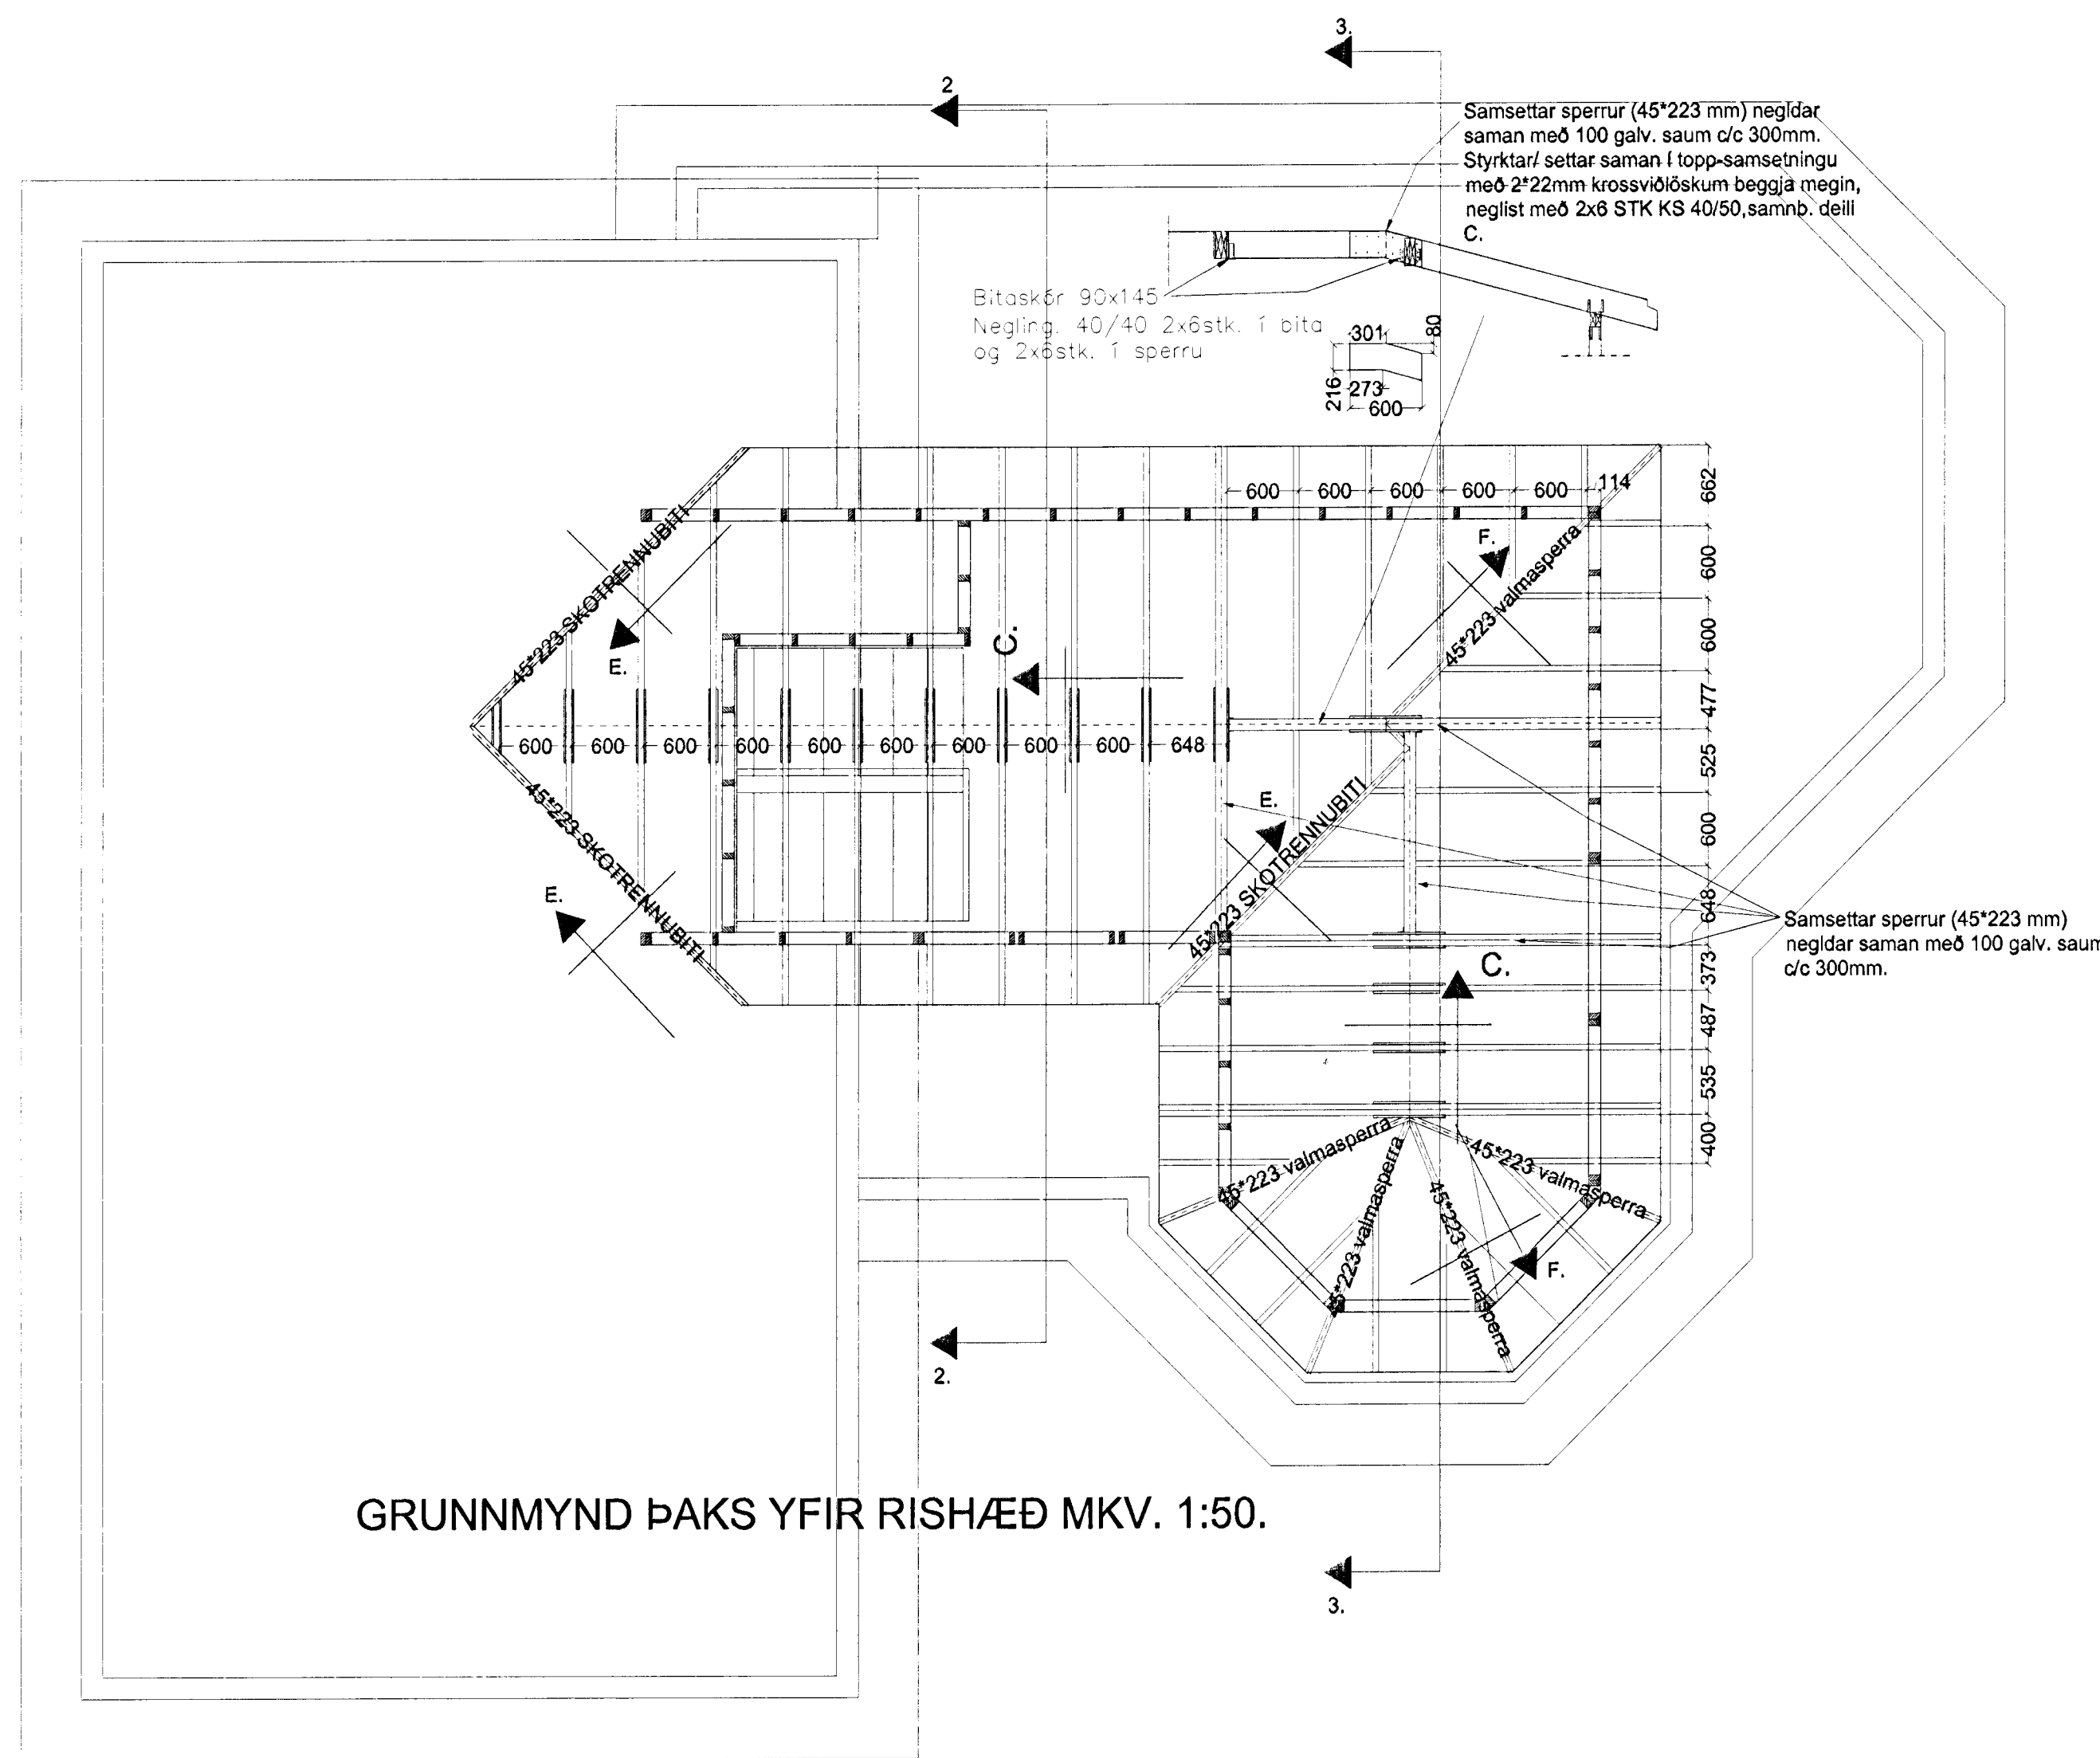 3.
2
Samsettar sperrur (45*223 mm) negldar
saman með 100 galv. saum c/c 300mm.
Styrktar/ settar saman í topp-samsetningu
með 2*22mm krossviðlöskum beggja megin,
neglist með 2x6 STK KS 40/50,samnb. deili
C.
Bitaskór 90x145
Negling. 40/40 2x6stk. í bita
og 2x6stk. í sperru
301
80
216
273
600
600
600
600
600
600
114
662
600
600
477
525
600
648
373
487
535
400
45*223 SKOTRENNUBITI
E.
C.
F.
45*223 valmasperra
600
600
600
600
600
600
600
600
600
648
45*223 SKOTRENNUBITI
E.
E.
45*223 SKOTRENNUBITI
Samsettar sperrur (45*223 mm)
negldar saman með 100 galv. saum
c/c 300mm.
C.
45*223 valmasperra
45*223 valmasperra
45*223 valmasperra
45*223 valmasperra
F.
2.
GRUNNMYND ÞAKS YFIR RISHÆÐ MKV. 1:50.
3.